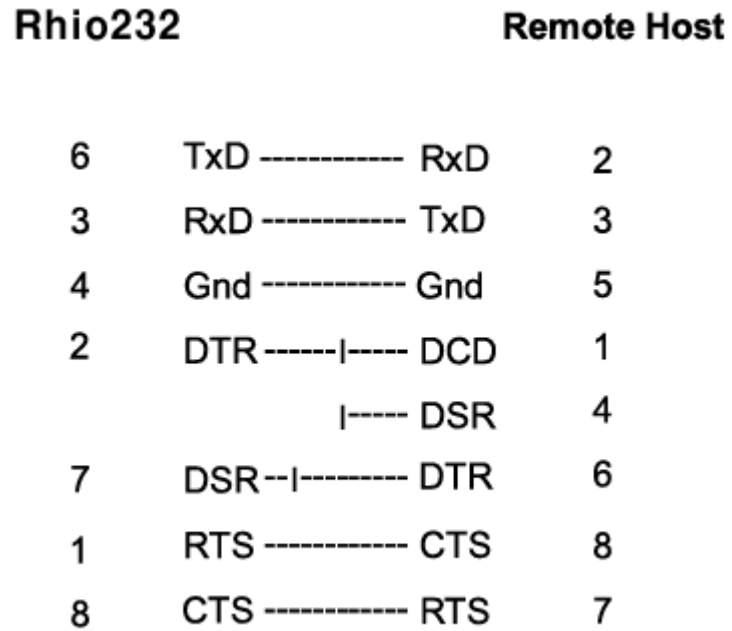 Rhio232 Remote Host
6 TxD ------------ RxD 2
3 RxD ------------ TxD 3
4 Gnd ------------ Gnd 5
2 DTR ------|----- DCD 1
|----- DSR 4
7 DSR --|--------- DTR 6
1 RTS ------------ CTS 8
8 CTS ------------ RTS 7